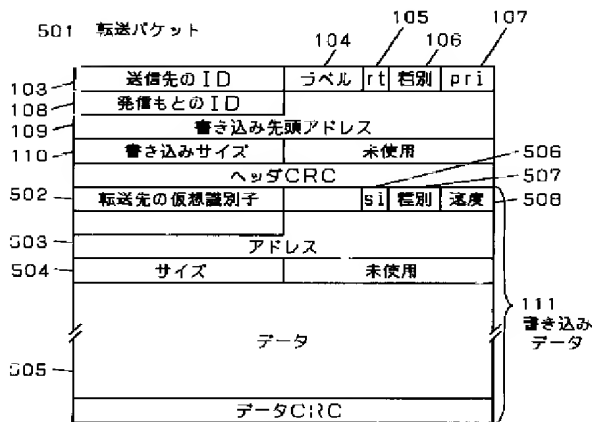 501 転送パケット
104 105 106 107
103 送信先のID ラベル rt 種別 pri
108 発信もとのID
109 書き込み先頭アドレス
110 書き込みサイズ 未使用
ヘッダCRC 506
502 転送先の仮想識別子 si 種別 速度 507
508
503 アドレス
504 サイズ 未使用
111
書き込み
データ
データ
505
データCRC